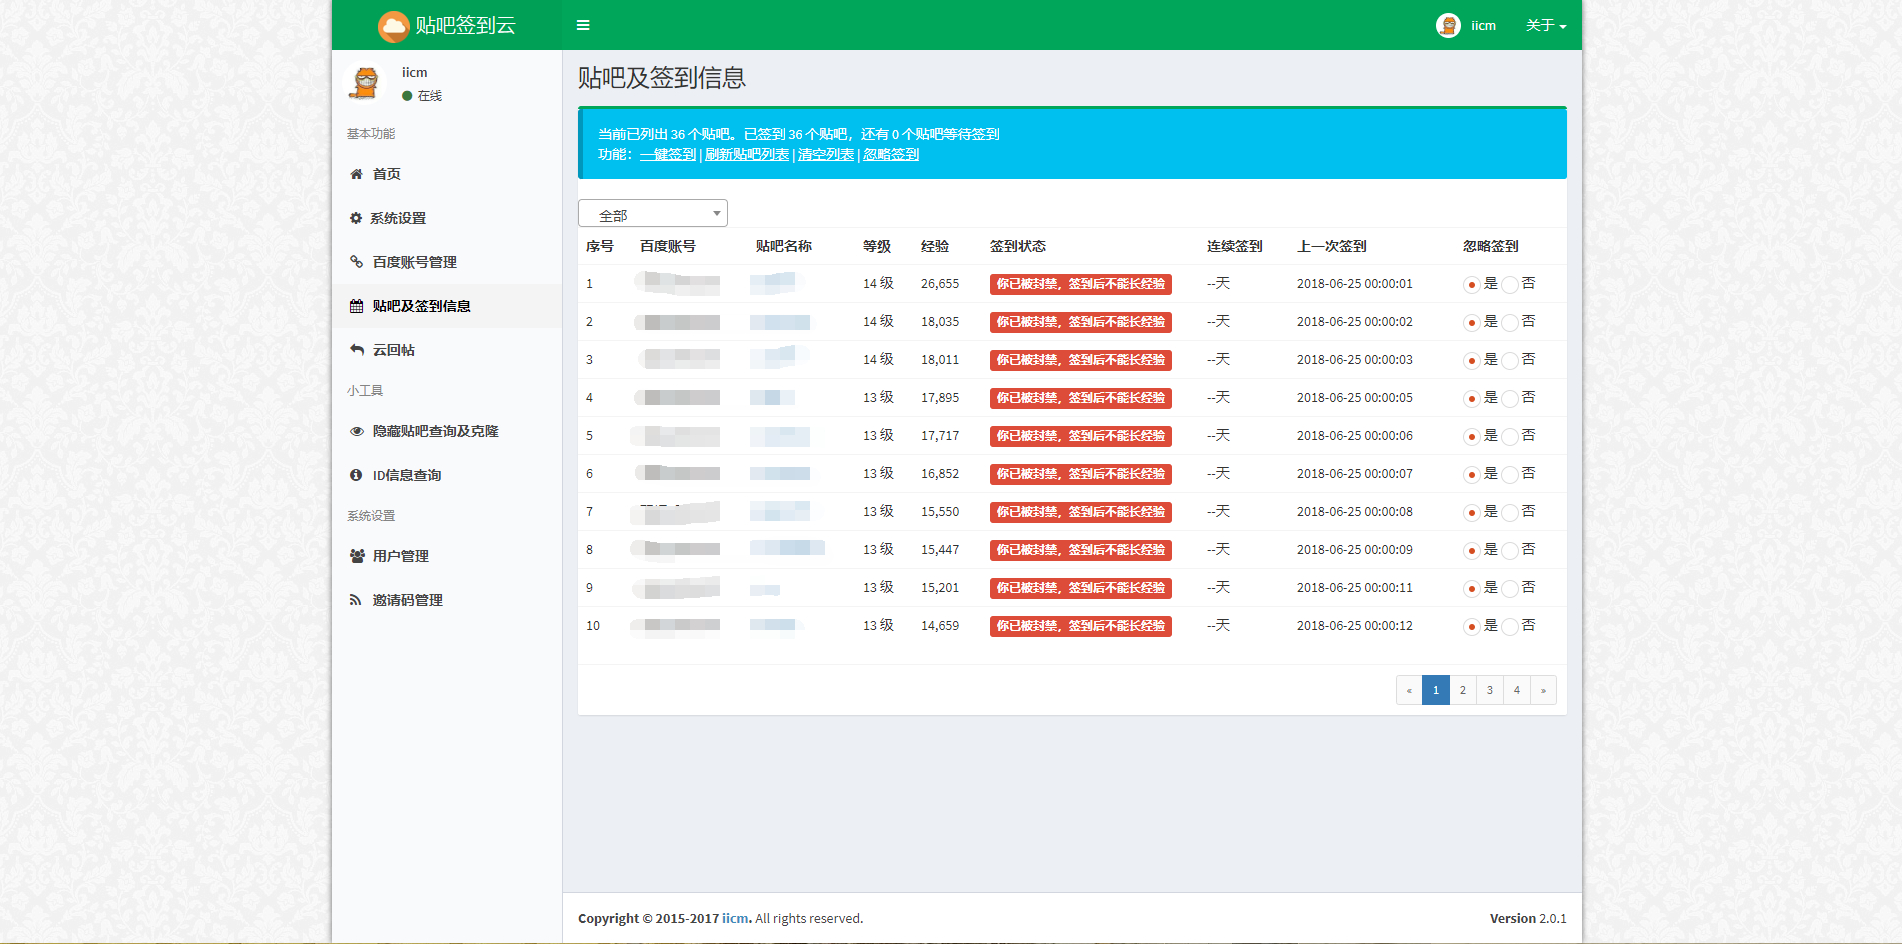 贴吧签到云
iicm
关于
iicm
在线
基本功能
首页
系统设置
百度账号管理
贴吧及签到信息
云回帖
小工具
隐藏贴吧查询及克隆
ID信息查询
系统设置
用户管理
邀请码管理
贴吧及签到信息
当前已列出 36 个贴吧。已签到 36 个贴吧，还有 0 个贴吧等待签到
功能：一键签到 | 刷新贴吧列表 | 清空列表 | 忽略签到
全部
序号 百度账号 贴吧名称 等级 经验 签到状态 连续签到 上一次签到 忽略签到
1 14 级 26,655 你已被封禁，签到后不能长经验 --天 2018-06-25 00:00:01 是 否
2 14 级 18,035 你已被封禁，签到后不能长经验 --天 2018-06-25 00:00:02 是 否
3 14 级 18,011 你已被封禁，签到后不能长经验 --天 2018-06-25 00:00:03 是 否
4 13 级 17,895 你已被封禁，签到后不能长经验 --天 2018-06-25 00:00:05 是 否
5 13 级 17,717 你已被封禁，签到后不能长经验 --天 2018-06-25 00:00:06 是 否
6 13 级 16,852 你已被封禁，签到后不能长经验 --天 2018-06-25 00:00:07 是 否
7 13 级 15,550 你已被封禁，签到后不能长经验 --天 2018-06-25 00:00:08 是 否
8 13 级 15,447 你已被封禁，签到后不能长经验 --天 2018-06-25 00:00:09 是 否
9 13 级 15,201 你已被封禁，签到后不能长经验 --天 2018-06-25 00:00:11 是 否
10 13 级 14,659 你已被封禁，签到后不能长经验 --天 2018-06-25 00:00:12 是 否
« 1 2 3 4 »
Copyright © 2015-2017 iicm. All rights reserved.
Version 2.0.1